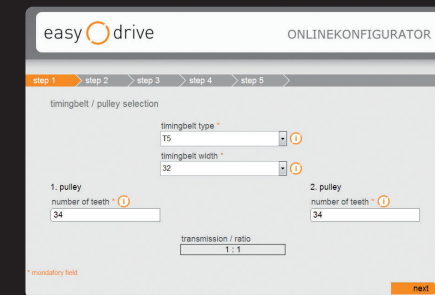 easy drive
ONLINEKONFIGURATOR
step 1 step 2 step 3 step 4 step 5
timingbelt / pulley selection
timingbelt type *
T5
timingbelt width *
32
1. pulley 2. pulley
number of teeth * number of teeth *
34 34
transmission / ratio
1 : 1
* mandatory field
next